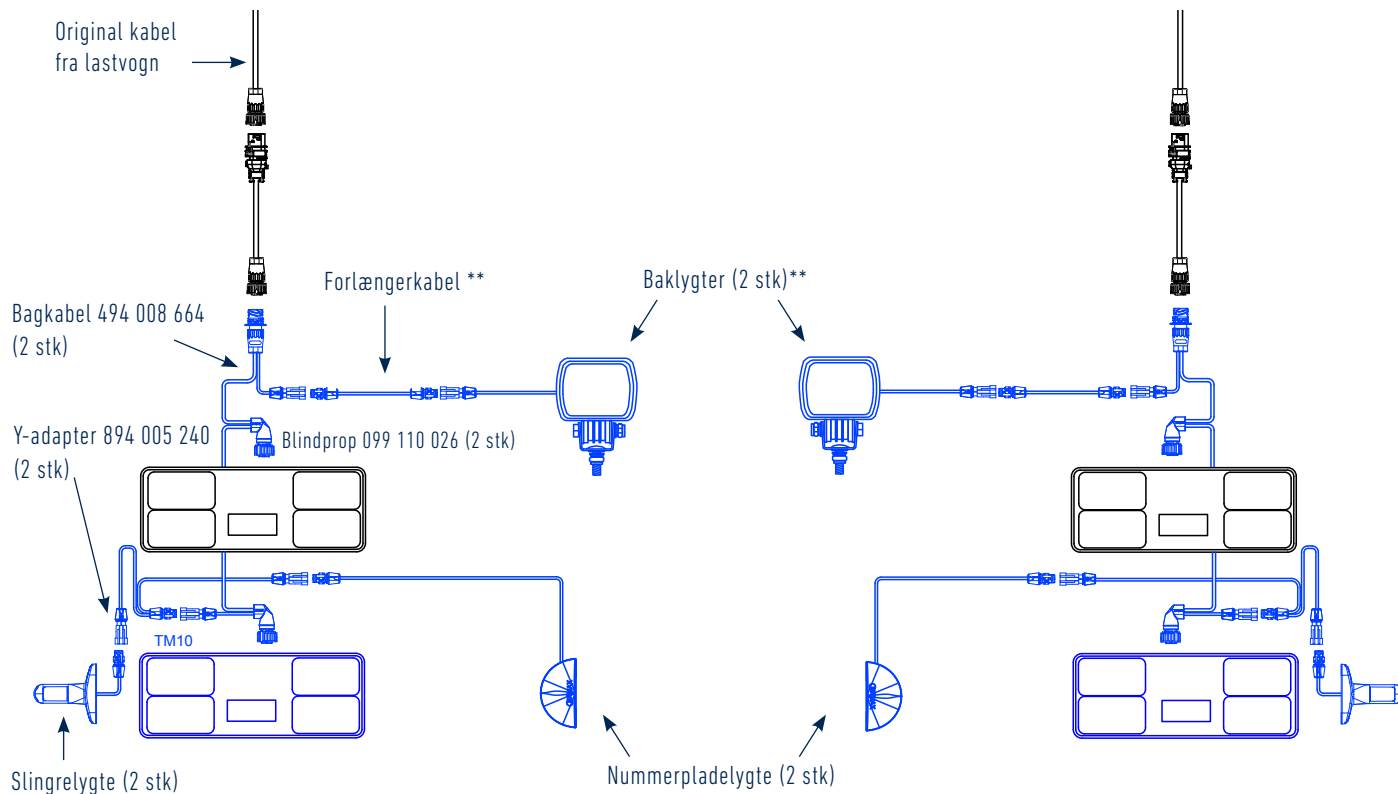 Original kabel
fra lastvogn
Forlængerkabel **
Baklygter (2 stk)**
Bagkabel 494 008 664
(2 stk)
Y-adapter 894 005 240
(2 stk)
Blindprop 099 110 026 (2 stk)
TM10
Slingrelygte (2 stk)
Nummerpladelygte (2 stk)